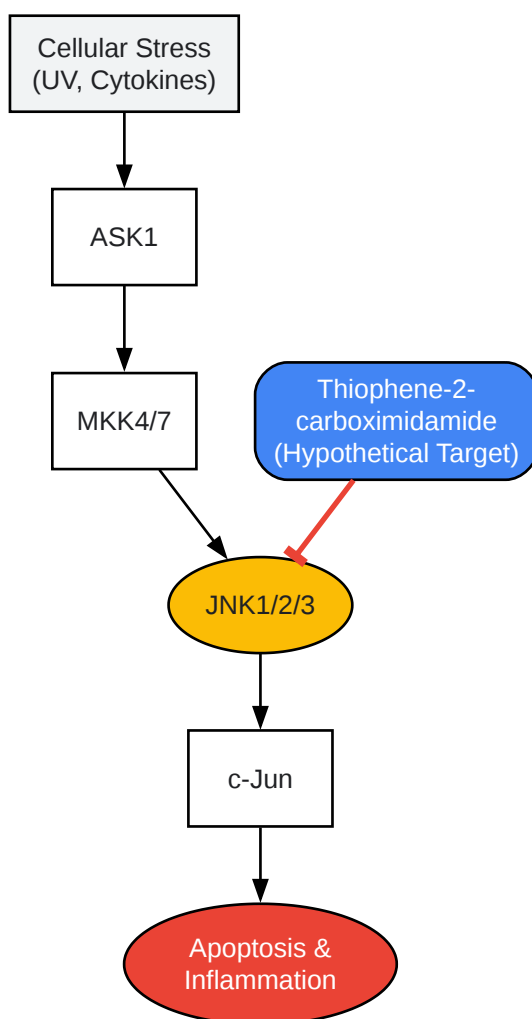 Cellular Stress
(UV, Cytokines)
ASK1
MKK4/7
Thiophene-2-
carboximidamide
(Hypothetical Target)
JNK1/2/3
c-Jun
Apoptosis &
Inflammation